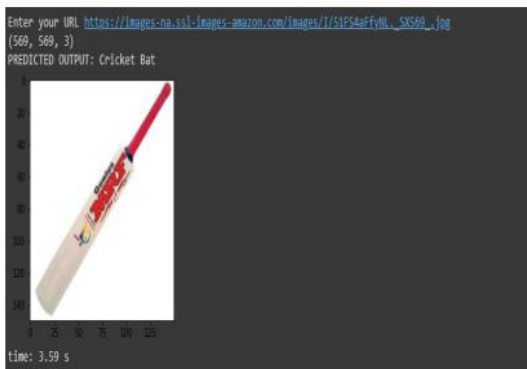 Enter your URL https://images-na.ssl-images-amazon.com/images/I/51FS4aFfyNL._SX569_.jpg
(569, 569, 3)
PREDICTED OUTPUT: Cricket Bat
0
20
40
60
80
100
120
140
MRF
0 25 50 75 100 125
time: 3.59 s